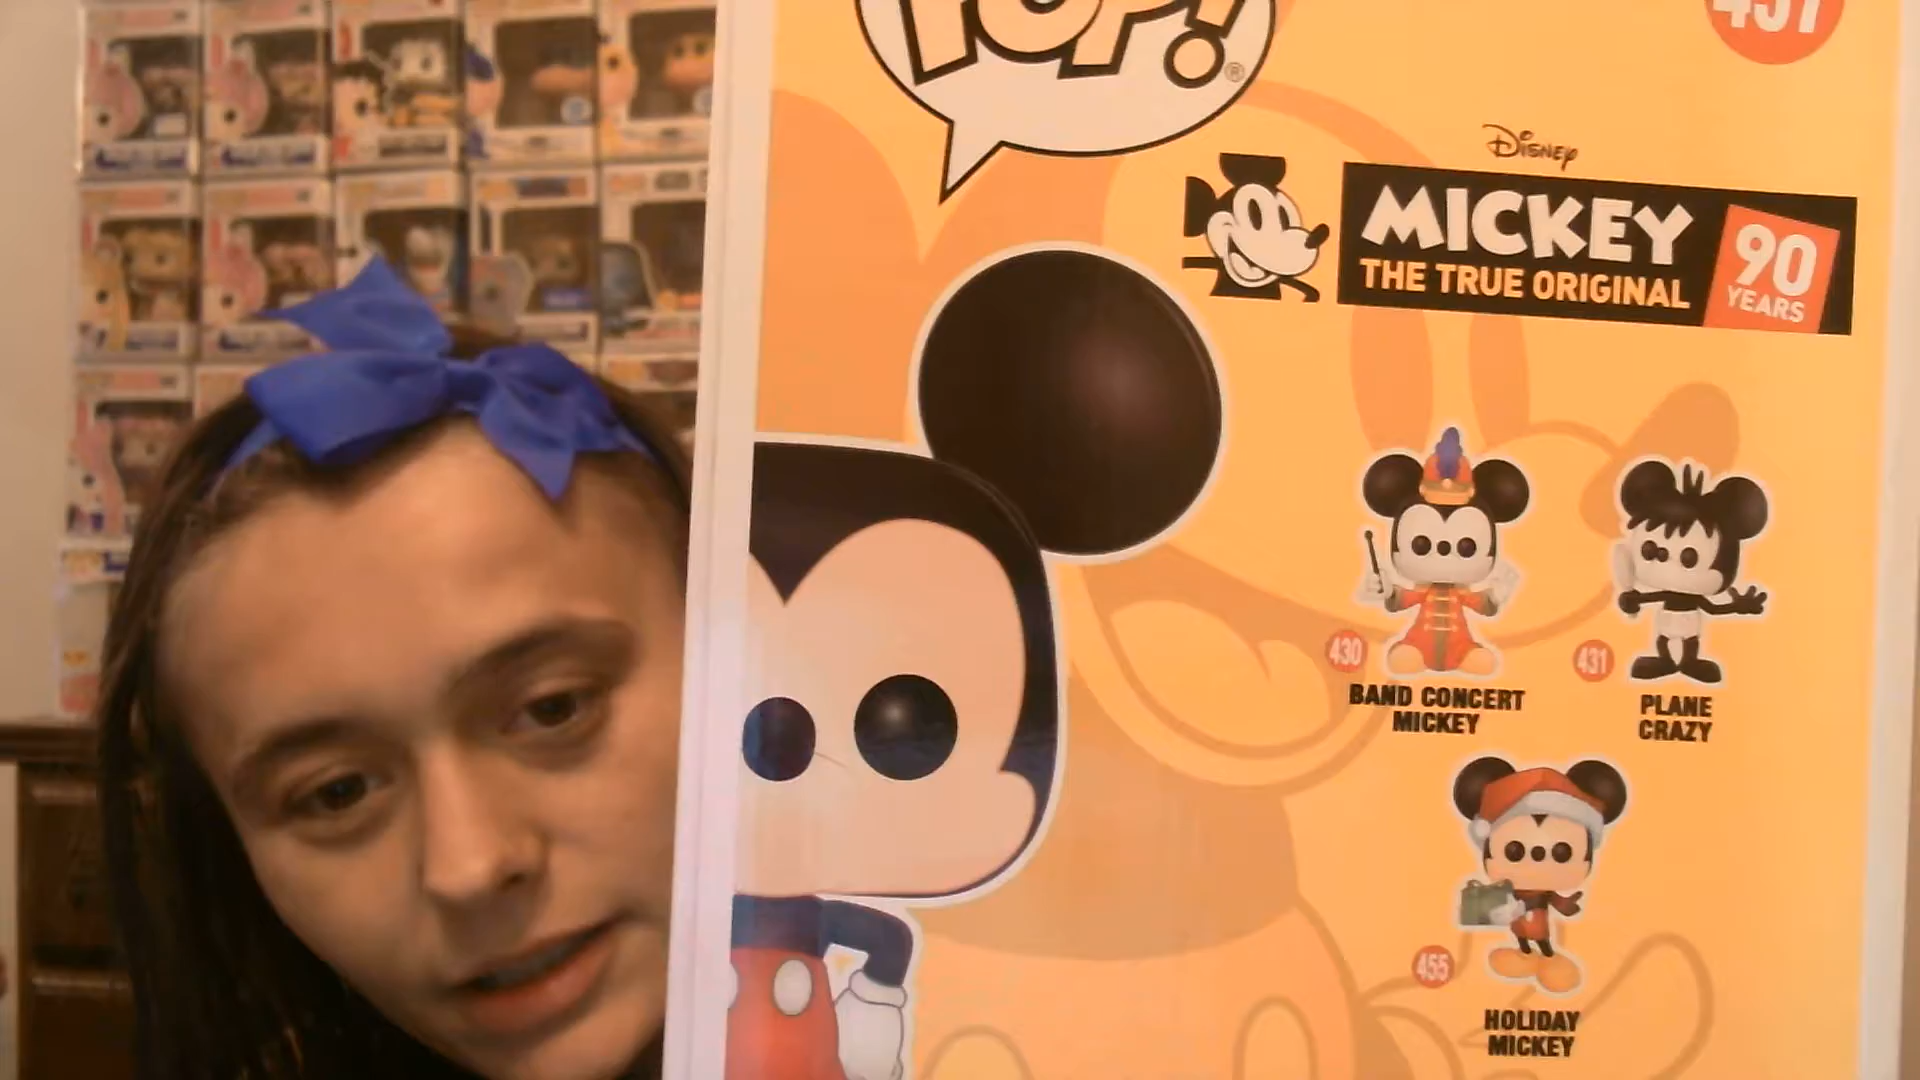 POP!
457
DISNEY
MICKEY
THE TRUE ORIGINAL
90
YEARS
430
BAND CONCERT
MICKEY
431
PLANE
CRAZY
455
HOLIDAY
MICKEY